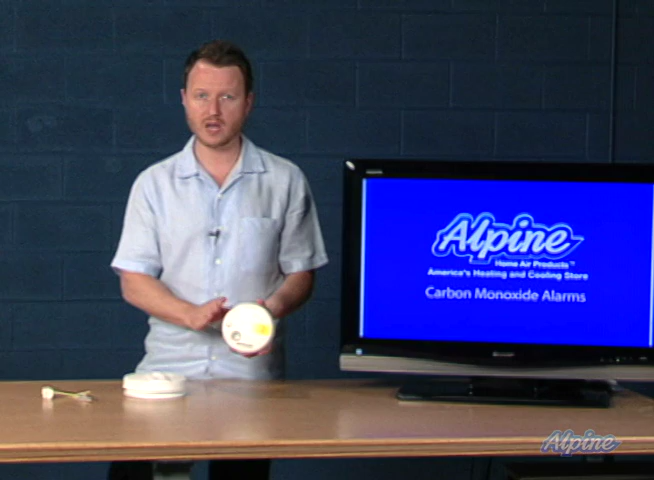 Alpine
Home Air Products™
America's Heating and Cooling Store
Carbon Monoxide Alarms
Alpine